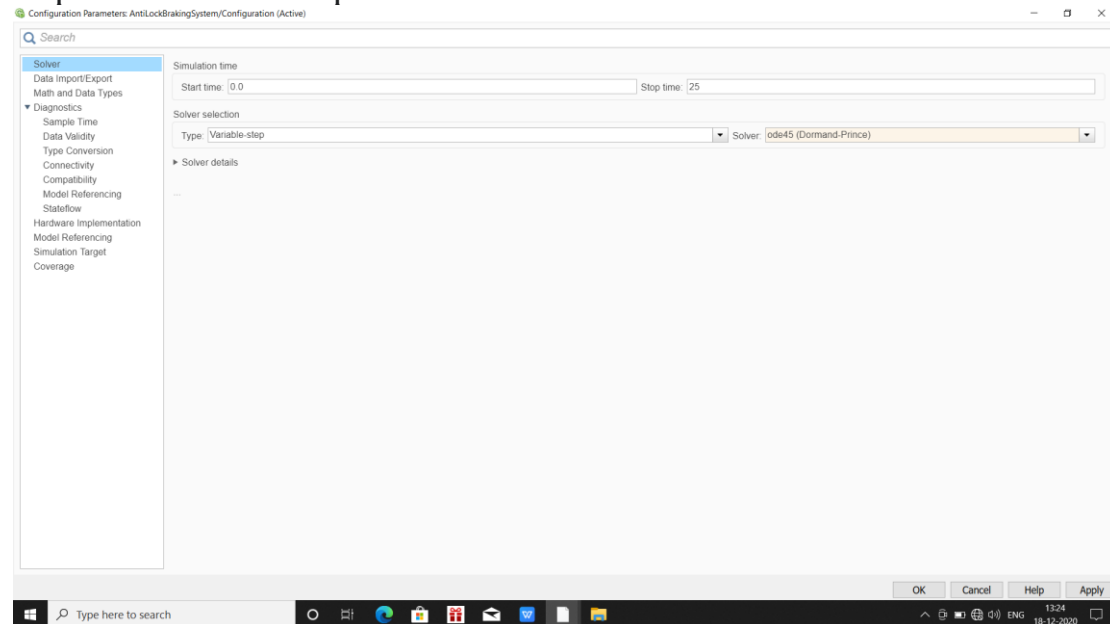 Configuration Parameters: AntiLockBrakingSystem/Configuration (Active)
Search
Solver
Data Import/Export
Math and Data Types
Diagnostics
Sample Time
Data Validity
Type Conversion
Connectivity
Compatibility
Model Referencing
Stateflow
Hardware Implementation
Model Referencing
Simulation Target
Coverage
Simulation time
Start time: 0.0 Stop time: 25
Solver selection
Type: Variable-step Solver: ode45 (Dormand-Prince)
Solver details
...
OK Cancel Help Apply
Type here to search
ENG 13:24
18-12-2020